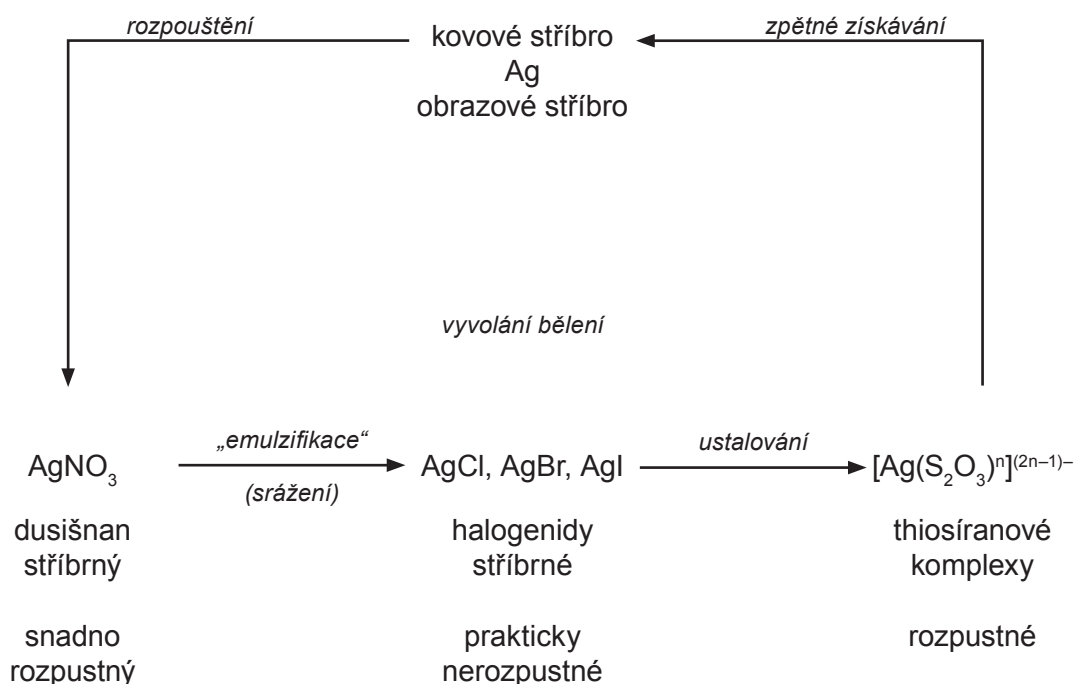 rozpouštění
kovové stříbro
Ag
obrazové stříbro
zpětné získávání
vyvolání bělení
„emulzifikace“
(srážení)
ustalování
AgNO₃
AgCl, AgBr, AgI
[Ag(S₂O₃)ⁿ]⁽²ⁿ⁻¹⁾⁻
dusišnan
stříbrný
halogenidy
stříbrné
thiosíranové
komplexy
snadno
rozpustný
prakticky
nerozpustné
rozpustné